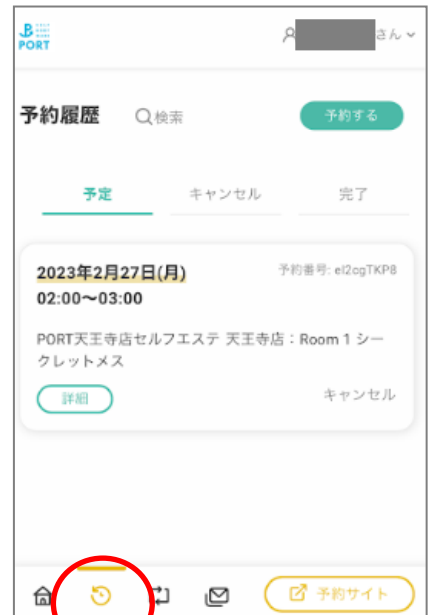 B
PORT
さん
予約履歴
検索
予約する
予定
キャンセル
完了
2023年2月27日(月)
予約番号: el2cgTKP8
02:00〜03:00
PORT天王寺店セルフエステ 天王寺店：Room 1 シー
クレットメス
詳細
キャンセル
予約サイト